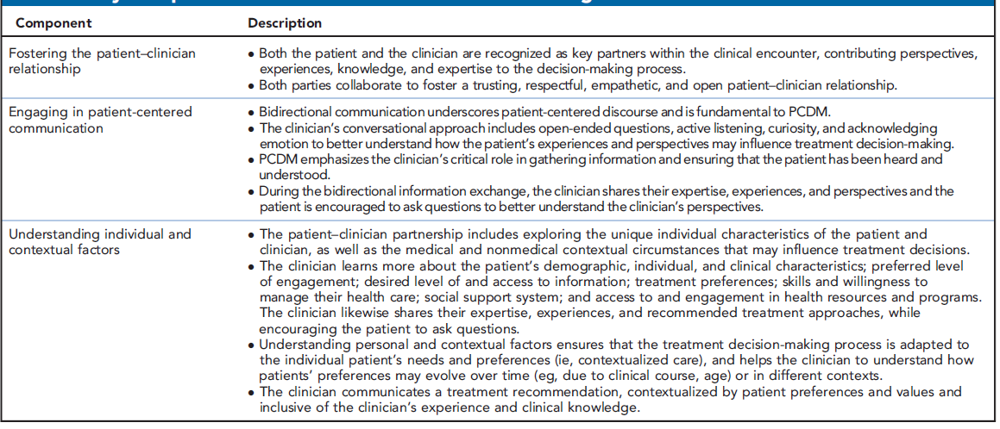 Component Description
Fostering the patient–clinician
relationship
• Both the patient and the clinician are recognized as key partners within the clinical encounter, contributing perspectives,
experiences, knowledge, and expertise to the decision-making process.
• Both parties collaborate to foster a trusting, respectful, empathetic, and open patient–clinician relationship.
Engaging in patient-centered
communication
• Bidirectional communication underscores patient-centered discourse and is fundamental to PCDM.
• The clinician's conversational approach includes open-ended questions, active listening, curiosity, and acknowledging
emotion to better understand how the patient's experiences and perspectives may influence treatment decision-making.
• PCDM emphasizes the clinician's critical role in gathering information and ensuring that the patient has been heard and
understood.
• During the bidirectional information exchange, the clinician shares their expertise, experiences, and perspectives and the
patient is encouraged to ask questions to better understand the clinician's perspectives.
Understanding individual and
contextual factors
• The patient–clinician partnership includes exploring the unique individual characteristics of the patient and
clinician, as well as the medical and nonmedical contextual circumstances that may influence treatment decisions.
• The clinician learns more about the patient's demographic, individual, and clinical characteristics; preferred level
of engagement; desired level of and access to information; treatment preferences; skills and willingness to
manage their health care; social support system; and access to and engagement in health resources and programs.
The clinician likewise shares their expertise, experiences, and recommended treatment approaches, while
encouraging the patient to ask questions.
• Understanding personal and contextual factors ensures that the treatment decision-making process is adapted to
the individual patient's needs and preferences (ie, contextualized care), and helps the clinician to understand how
patients' preferences may evolve over time (eg, due to clinical course, age) or in different contexts.
• The clinician communicates a treatment recommendation, contextualized by patient preferences and values and
inclusive of the clinician's experience and clinical knowledge.